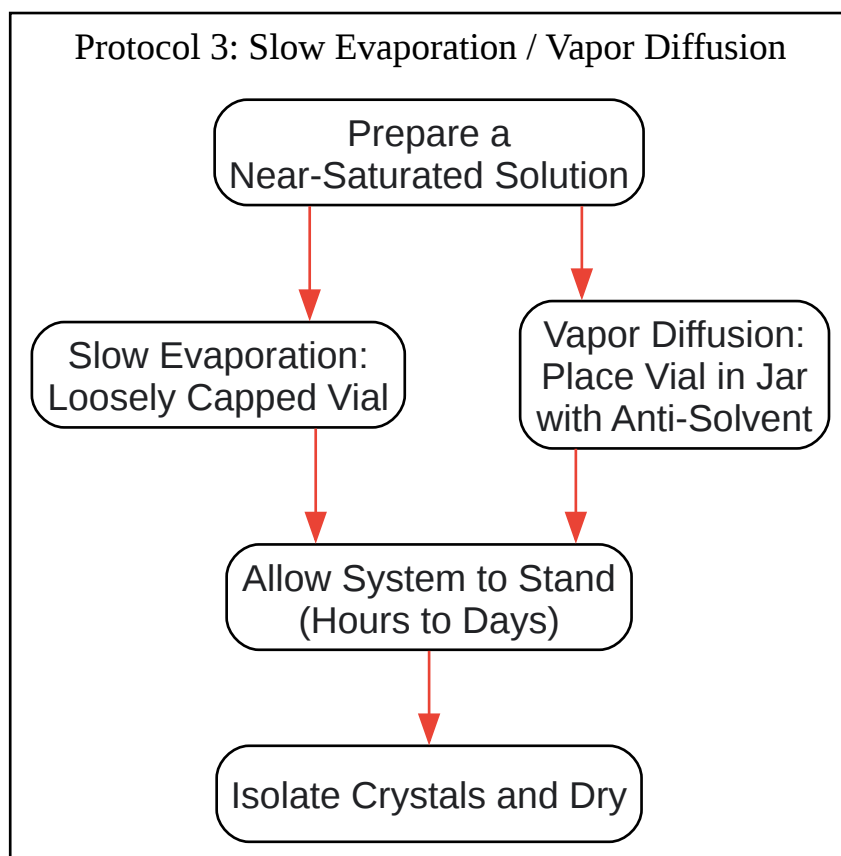 Protocol 3: Slow Evaporation / Vapor Diffusion
Prepare a
Near-Saturated Solution
Slow Evaporation:
Loosely Capped Vial
Vapor Diffusion:
Place Vial in Jar
with Anti-Solvent
Allow System to Stand
(Hours to Days)
Isolate Crystals and Dry